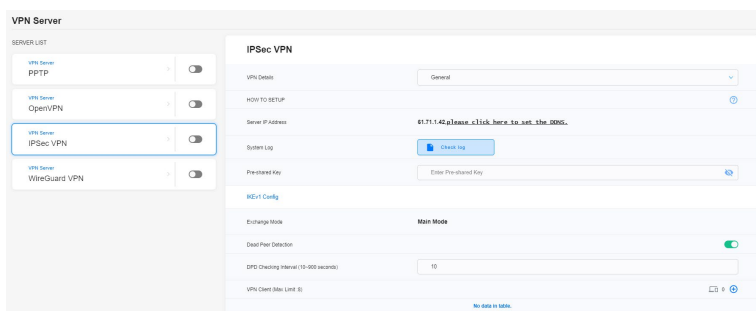 VPN Server
SERVER LIST
VPN Server
PPTP
VPN Server
OpenVPN
VPN Server
IPSec VPN
VPN Server
WireGuard VPN
IPSec VPN
VPN Details
General
HOW TO SETUP
Server IP Address
61.71.1.42,please click here to set the DDNS.
System Log
Check log
Pre-shared Key
Enter Pre-shared Key
IKEv1 Config
Exchange Mode
Main Mode
Dead Peer Detection
DPD Checking Interval (10~900 seconds)
10
VPN Client (Max Limit :8)
0
No data in table.